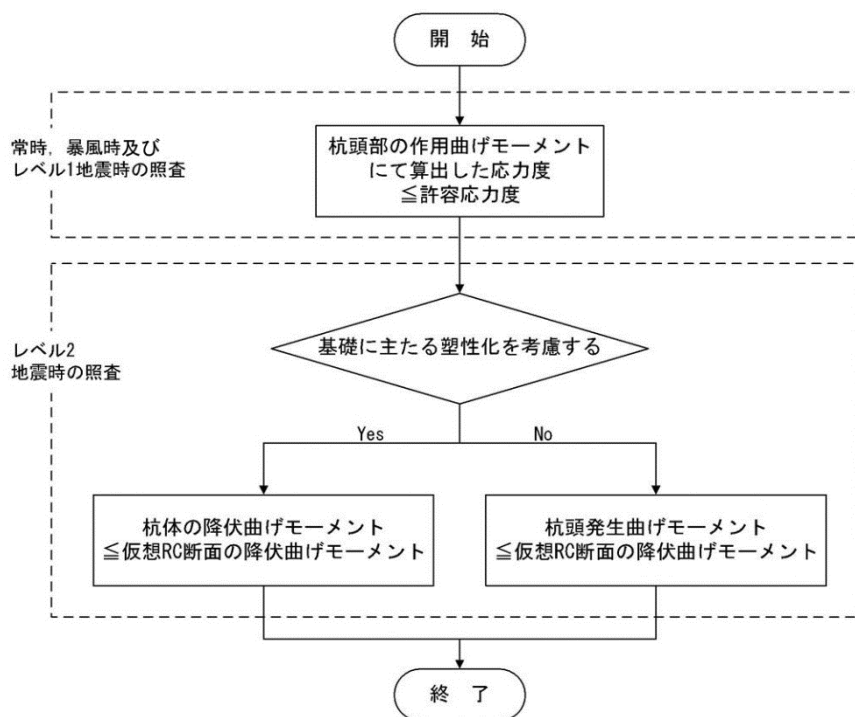 開　始
常時，暴風時及び
レベル1地震時の照査
杭頭部の作用曲げモーメント
にて算出した応力度
≦許容応力度
レベル2
地震時の照査
基礎に主たる塑性化を考慮する
Yes
No
杭体の降伏曲げモーメント
≦仮想RC断面の降伏曲げモーメント
杭頭発生曲げモーメント
≦仮想RC断面の降伏曲げモーメント
終　了